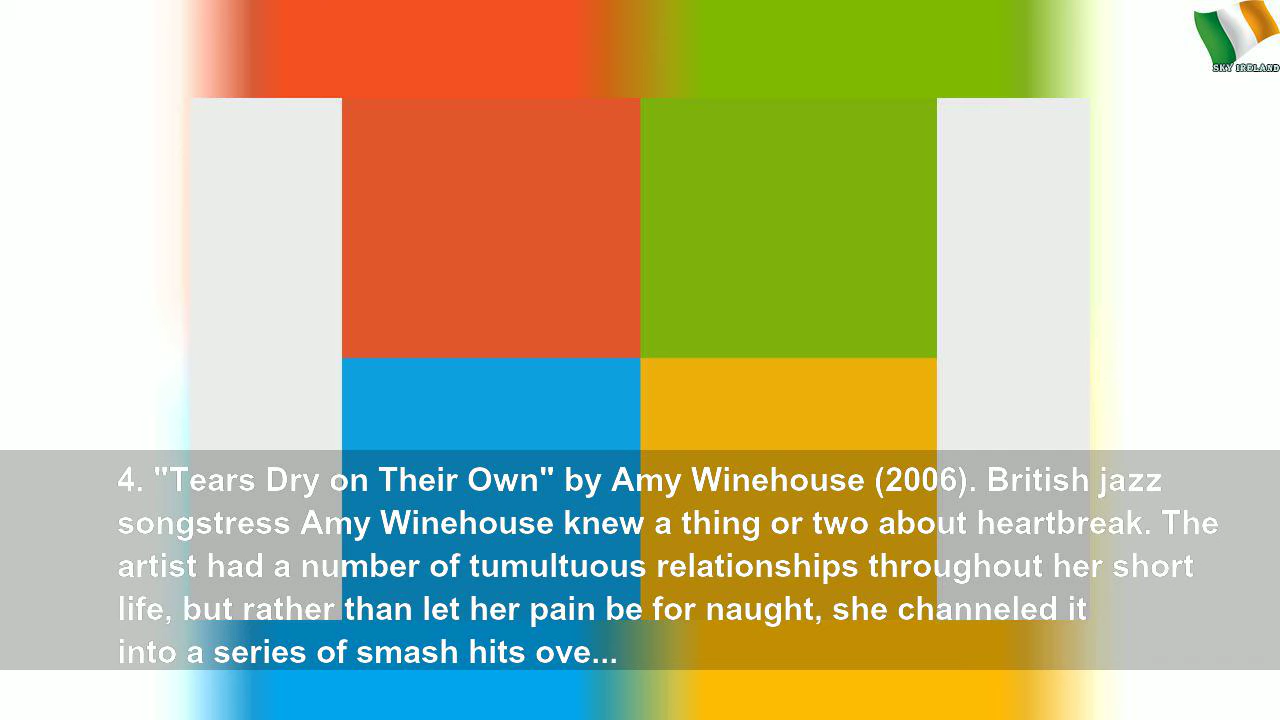 SKY IRELAND
4. "Tears Dry on Their Own" by Amy Winehouse (2006). British jazz
songstress Amy Winehouse knew a thing or two about heartbreak. The
artist had a number of tumultuous relationships throughout her short
life, but rather than let her pain be for naught, she channeled it
into a series of smash hits ove...